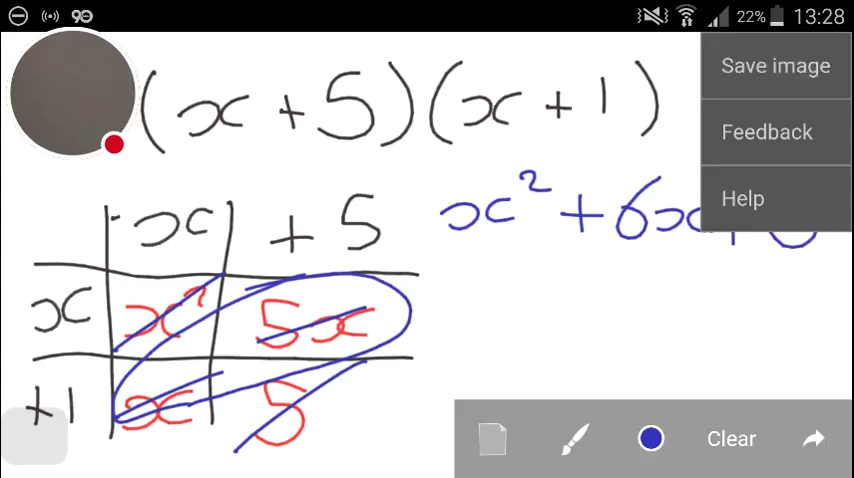 22% 13:28
Save image
Feedback
Help
(x + 5)(x + 1)
x² + 6x +
x + 5
x x² 5x
+1 x 5
Clear